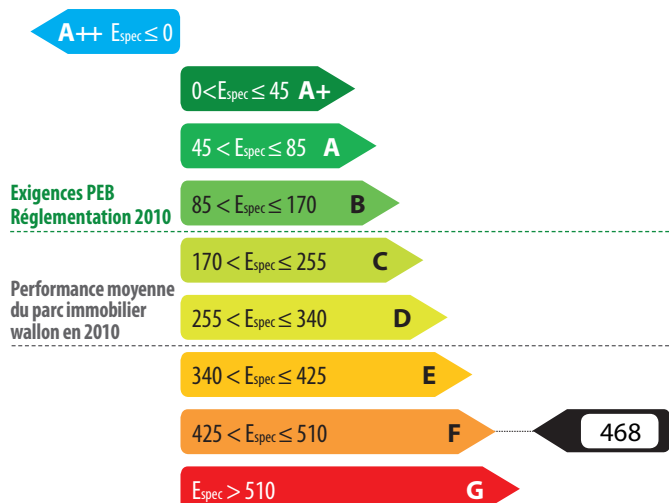 A++ Espec ≤ 0
0<Espec ≤ 45 A+
45 < Espec ≤ 85 A
Exigences PEB
Réglementation 2010
85 < Espec ≤ 170 B
170 < Espec ≤ 255 C
Performance moyenne
du parc immobilier
wallon en 2010
255 < Espec ≤ 340 D
340 < Espec ≤ 425 E
425 < Espec ≤ 510 F
468
Espec > 510 G